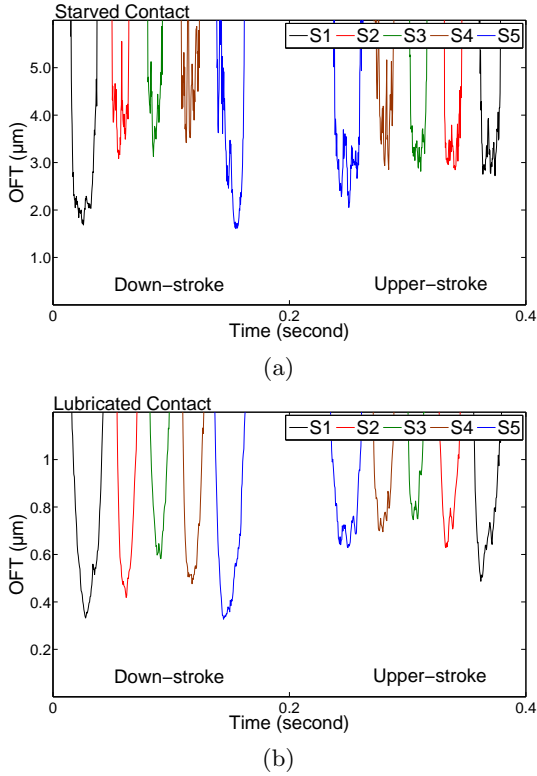 Starved Contact
S1 S2 S3 S4 S5
5.0
4.0
3.0
2.0
1.0
OFT (µm)
Down−stroke
Upper−stroke
0
0.2
0.4
Time (second)
(a)
Lubricated Contact
S1 S2 S3 S4 S5
1
0.8
0.6
0.4
0.2
OFT (µm)
Down−stroke
Upper−stroke
0
0.2
0.4
Time (second)
(b)